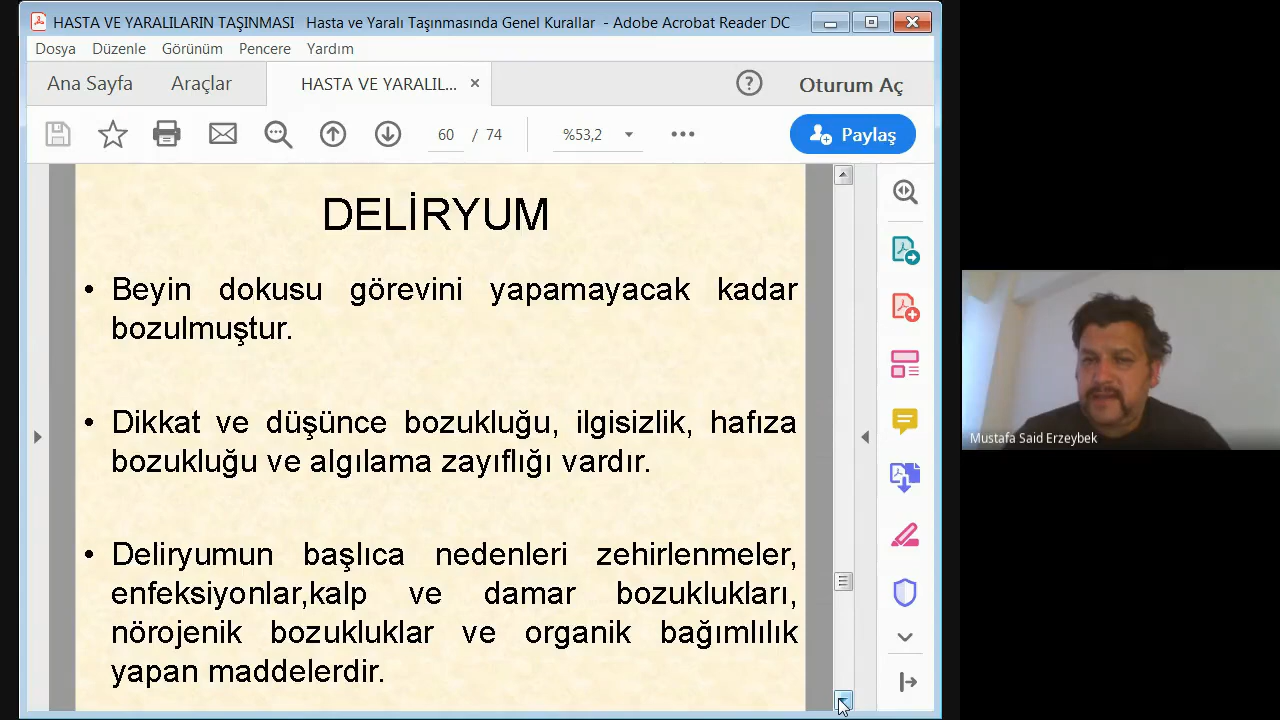 HASTA VE YARALILARIN TAŞINMASI   Hasta ve Yaralı Taşınmasında Genel Kurallar  - Adobe Acrobat Reader DC
Dosya Düzenle Görünüm Pencere Yardım
Ana Sayfa Araçlar HASTA VE YARALIL... × ? Oturum Aç
60 / 74 %53,2 ••• Paylaş
DELİRYUM
• Beyin dokusu görevini yapamayacak kadar
bozulmuştur.
• Dikkat ve düşünce bozukluğu, ilgisizlik, hafıza
bozukluğu ve algılama zayıflığı vardır.
• Deliryumun başlıca nedenleri zehirlenmeler,
enfeksiyonlar,kalp ve damar bozuklukları,
nörojenik bozukluklar ve organik bağımlılık
yapan maddelerdir.
Mustafa Said Erzeybek